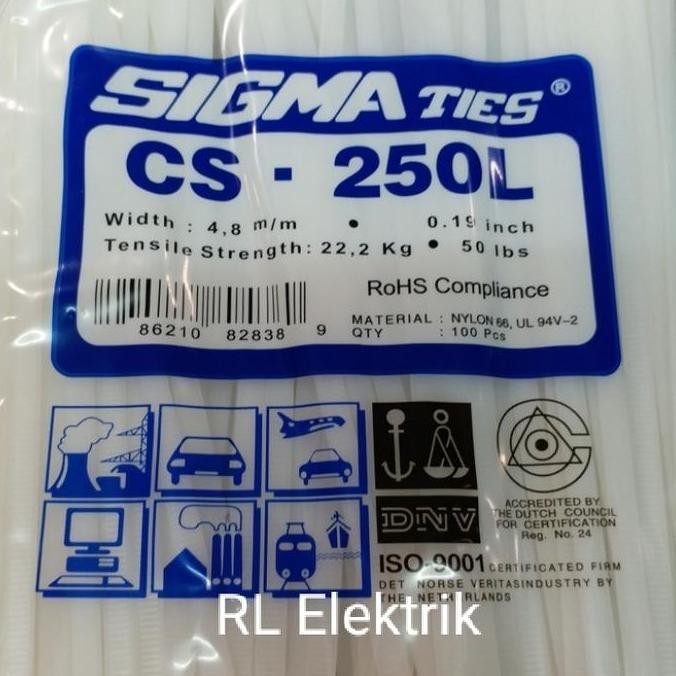 SIGMA TIES ®
CS - 250L
Width : 4,8 m/m • 0.19 inch
Tensile Strength: 22,2 Kg • 50 lbs
RoHS Compliance
86210 82838 9
MATERIAL : NYLON 66, UL 94V-2
QTY : 100 Pcs
DNV
ACCREDITED BY
THE DUTCH COUNCIL
FOR CERTIFICATION
Reg. No. 24
ISO-9001 CERTIFICATED FIRM
DET NORSE VERITASINDUSTRY BY
THE NETHERLANDS
RL Elektrik